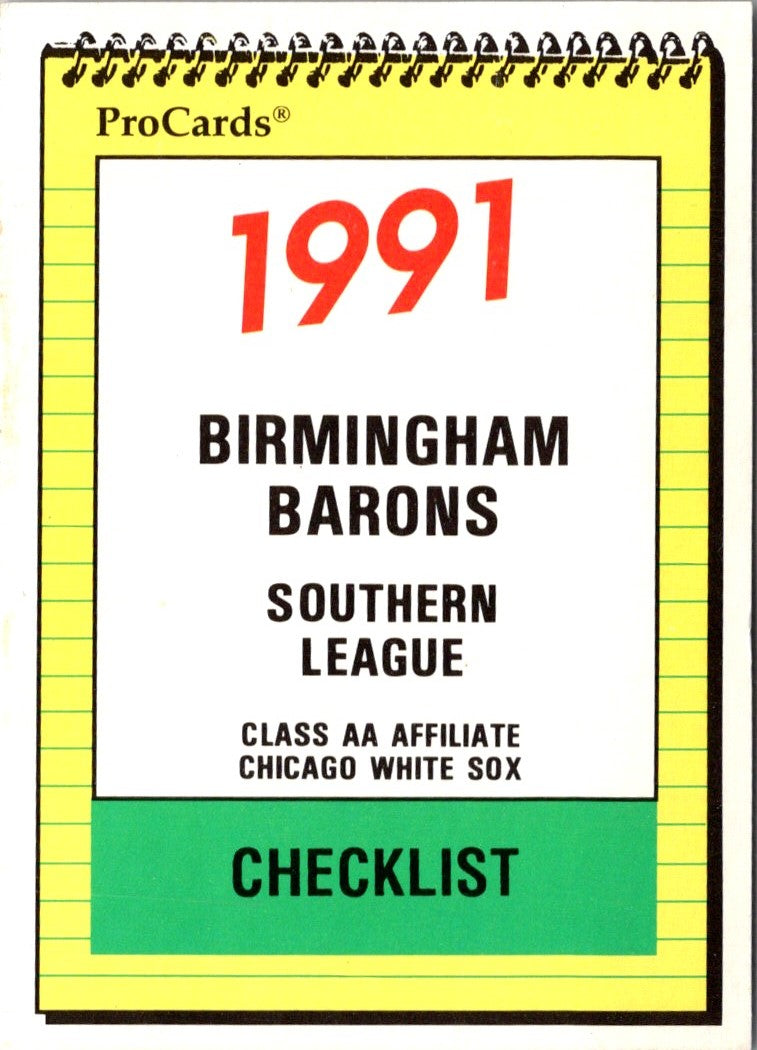 ProCards®
1991
BIRMINGHAM
BARONS
SOUTHERN
LEAGUE
CLASS AA AFFILIATE
CHICAGO WHITE SOX
CHECKLIST